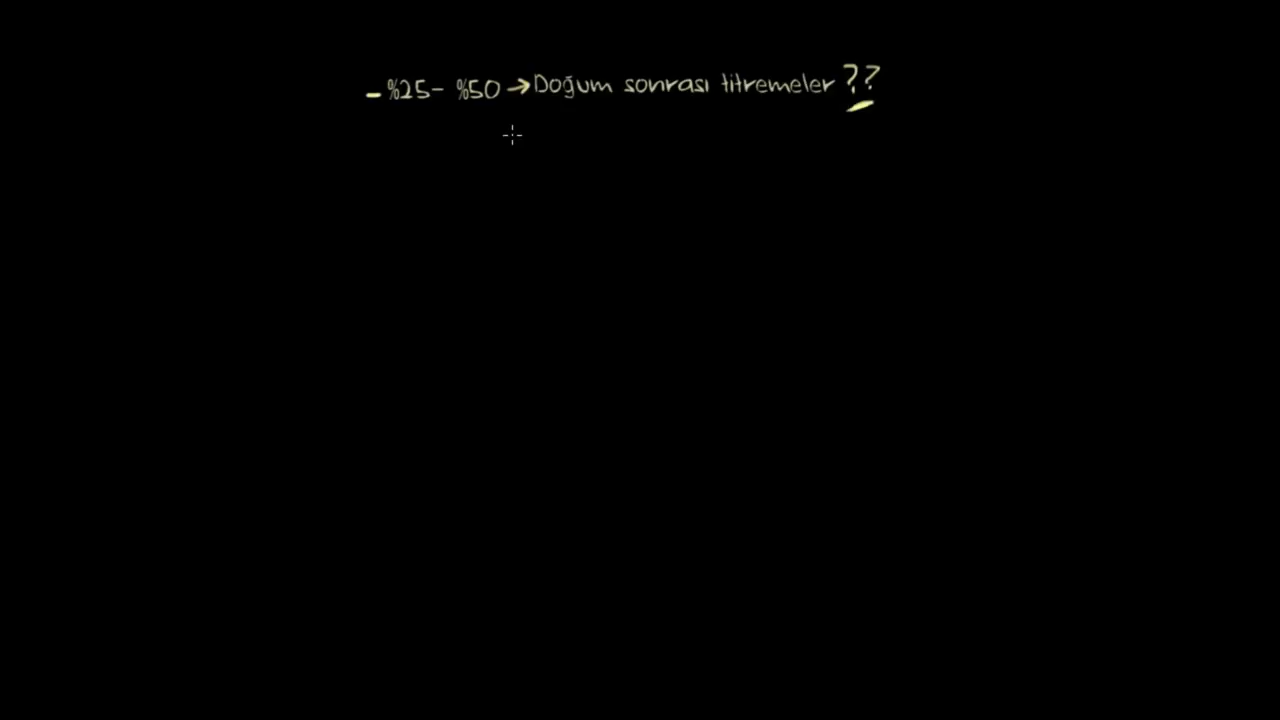 - %25- %50 → Doğum sonrası titremeler ??